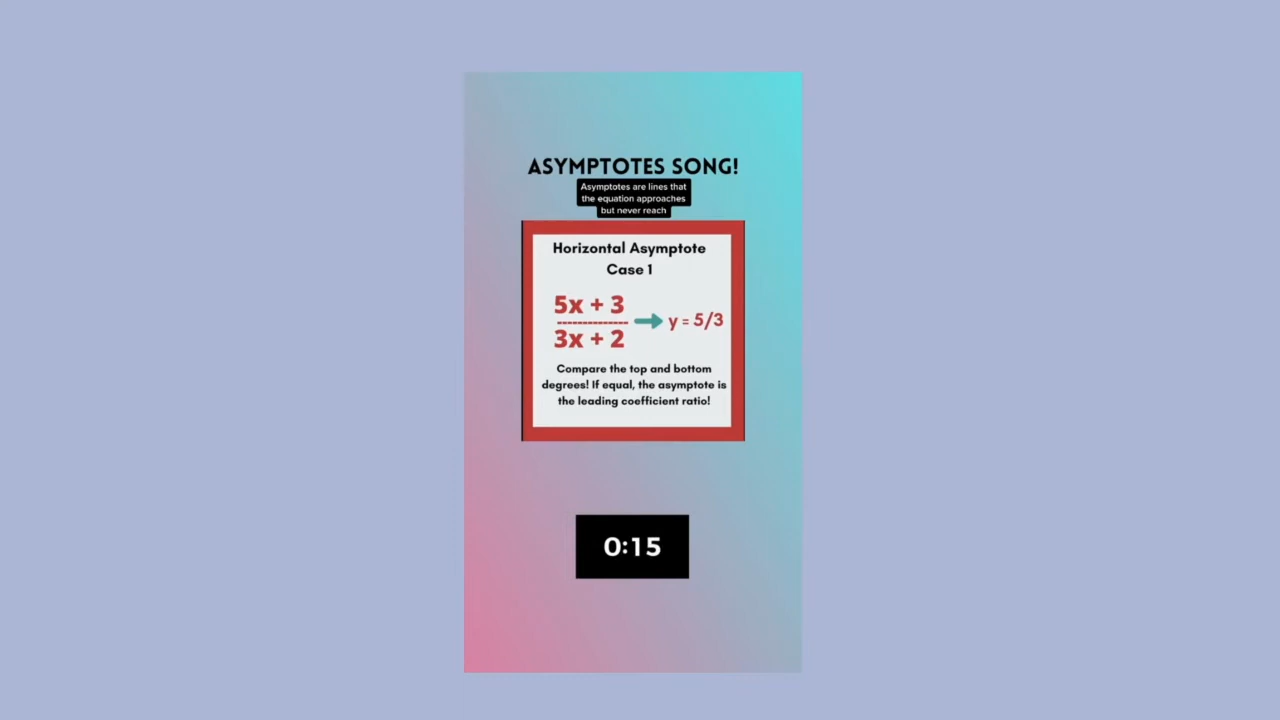 ASYMPTOTES SONG!
Asymptotes are lines that
the equation approaches
but never reach
Horizontal Asymptote
Case 1
5x + 3
--------------
3x + 2
y = 5/3
Compare the top and bottom
degrees! If equal, the asymptote is
the leading coefficient ratio!
0:15